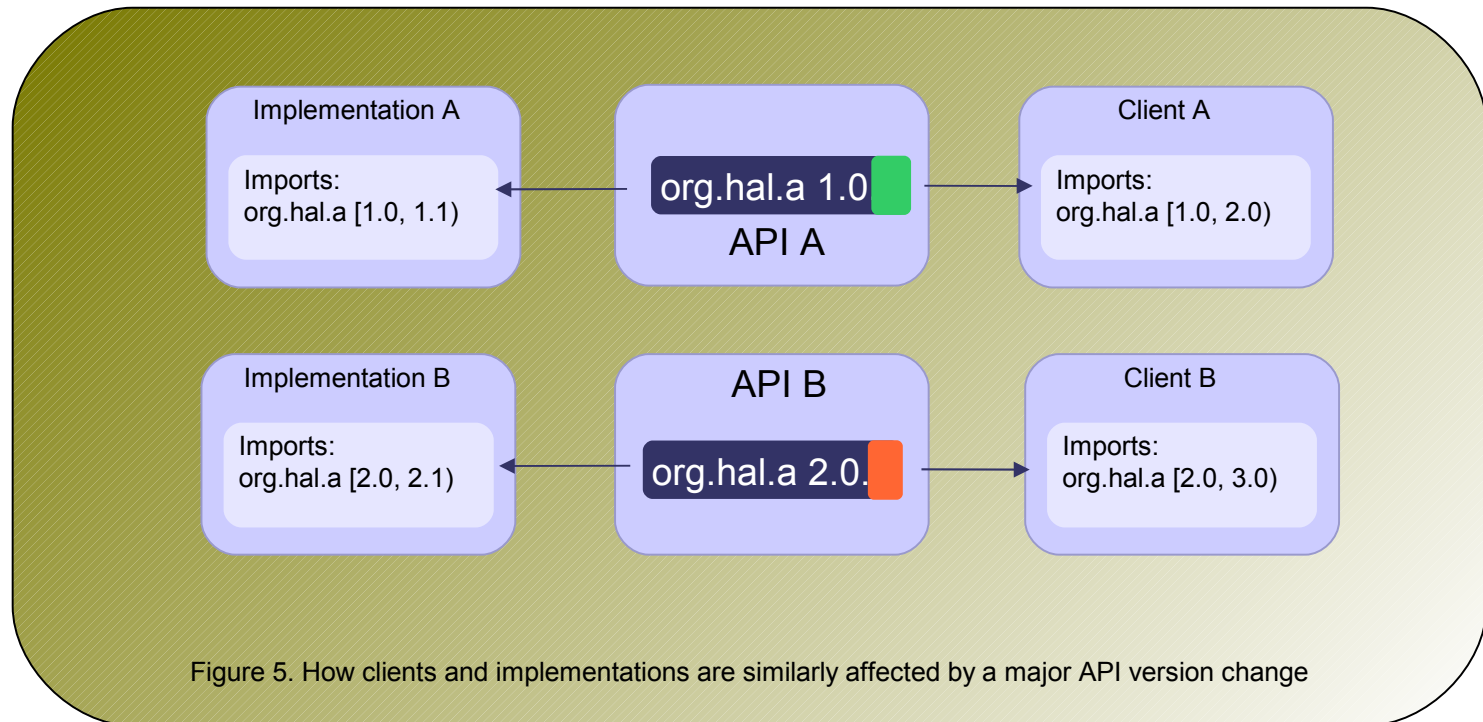 Implementation A
Imports:
org.hal.a [1.0, 1.1)
org.hal.a 1.0
API A
Client A
Imports:
org.hal.a [1.0, 2.0)
Implementation B
Imports:
org.hal.a [2.0, 2.1)
API B
org.hal.a 2.0.
Client B
Imports:
org.hal.a [2.0, 3.0)
Figure 5. How clients and implementations are similarly affected by a major API version change